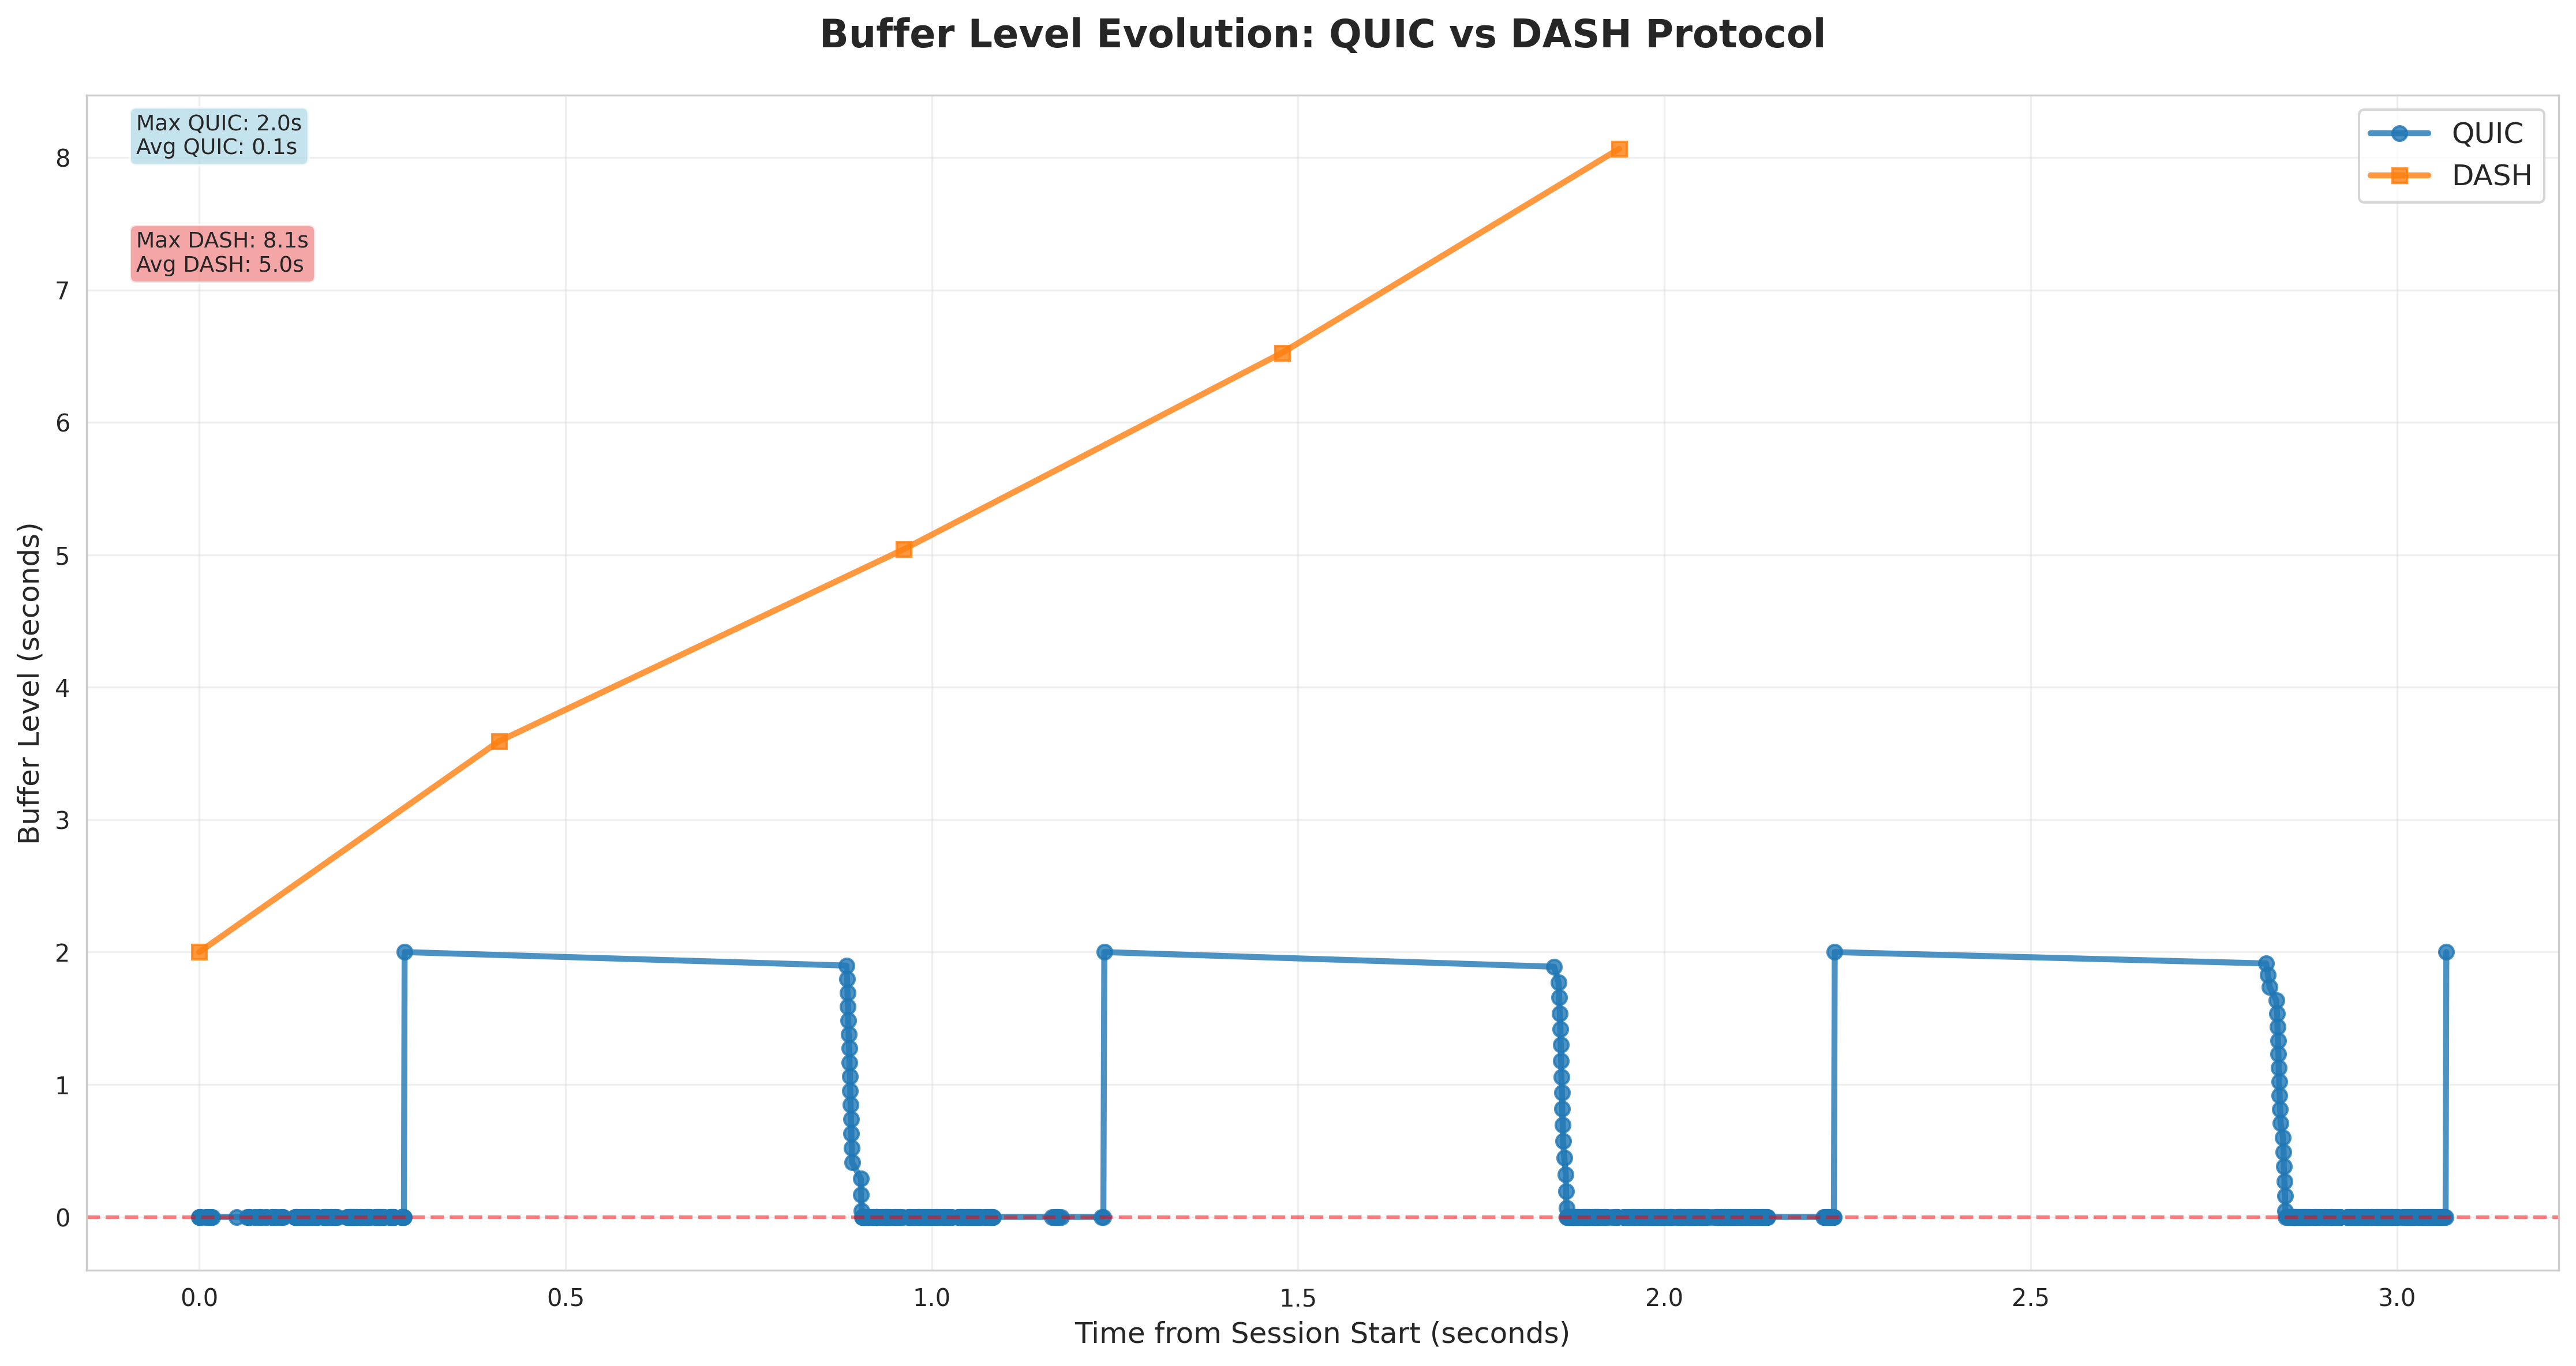 Buffer Level Evolution: QUIC vs DASH Protocol
Max QUIC: 2.0s
Avg QUIC: 0.1s
Max DASH: 8.1s
Avg DASH: 5.0s
QUIC
DASH
Buffer Level (seconds)
8
7
6
5
4
3
2
1
0
0.0
0.5
1.0
1.5
2.0
2.5
3.0
Time from Session Start (seconds)